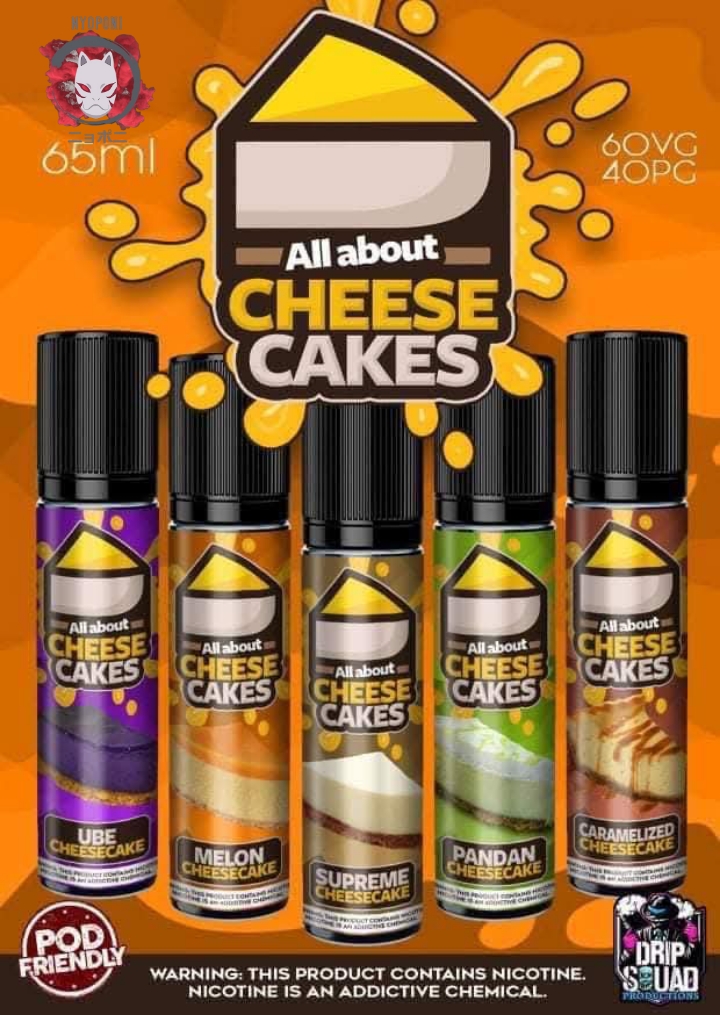 NYOPONI
ニョポニ
65ml
60VG
40PG
All about
CHEESE
CAKES
All about
CHEESE
CAKES
UBE
CHEESECAKE
All about
CHEESE
CAKES
MELON
CHEESECAKE
All about
CHEESE
CAKES
SUPREME
CHEESECAKE
All about
CHEESE
CAKES
PANDAN
CHEESECAKE
All about
CHEESE
CAKES
CARAMELIZED
CHEESECAKE
POD
FRIENDLY
WARNING: THIS PRODUCT CONTAINS NICOTINE.
NICOTINE IS AN ADDICTIVE CHEMICAL.
DRIP
SQUAD
PRODUCTIONS